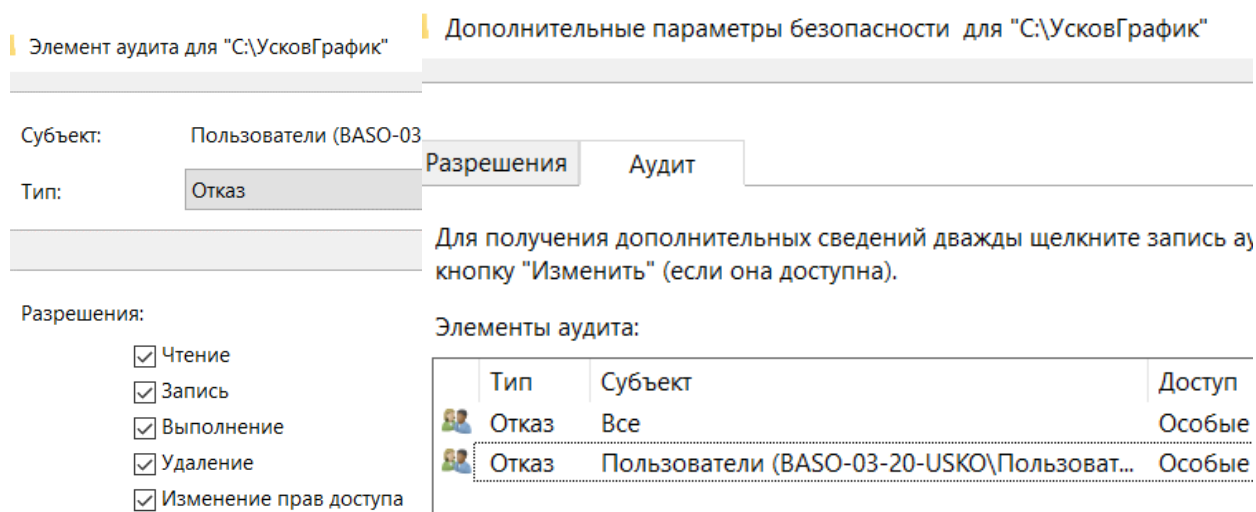 Элемент аудита для "C:\УсковГрафик"
Субъект: Пользователи (BASO-03
Тип: Отказ
Разрешения:
Чтение
Запись
Выполнение
Удаление
Изменение прав доступа
Дополнительные параметры безопасности для "C:\УсковГрафик"
Разрешения Аудит
Для получения дополнительных сведений дважды щелкните запись ау
кнопку "Изменить" (если она доступна).
Элементы аудита:
Тип Субъект Доступ
Отказ Все Особые
Отказ Пользователи (BASO-03-20-USKO\Пользоват... Особые